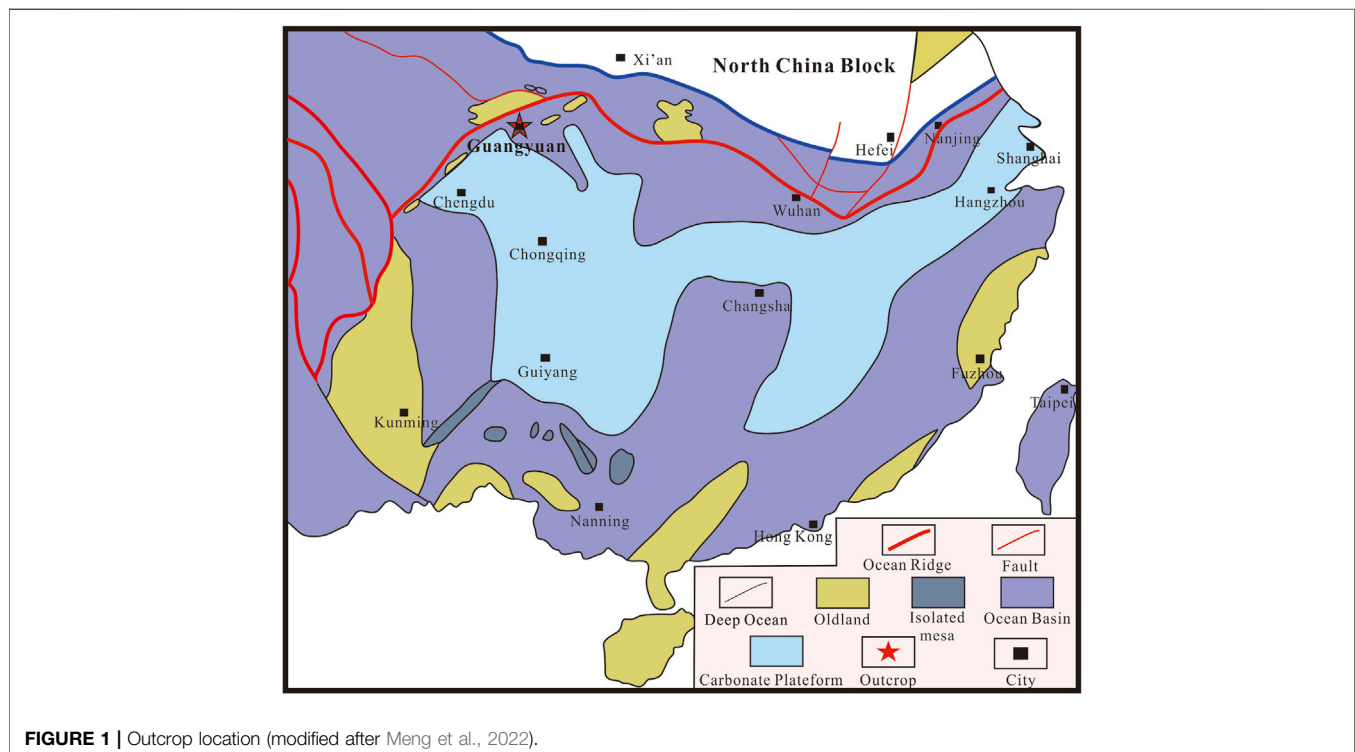 Xi'an
North China Block
Guangyuan
Hefei
Nanjing
Shanghai
Chengdu
Wuhan
Hangzhou
Chongqing
Changsha
Guiyang
Fuzhou
Kunming
Taipei
Nanning
Hong Kong
Ocean Ridge
Fault
Deep Ocean
Oldland
Isolated
mesa
Ocean Basin
Carbonate Plateform
Outcrop
City
FIGURE 1 | Outcrop location (modified after Meng et al., 2022).